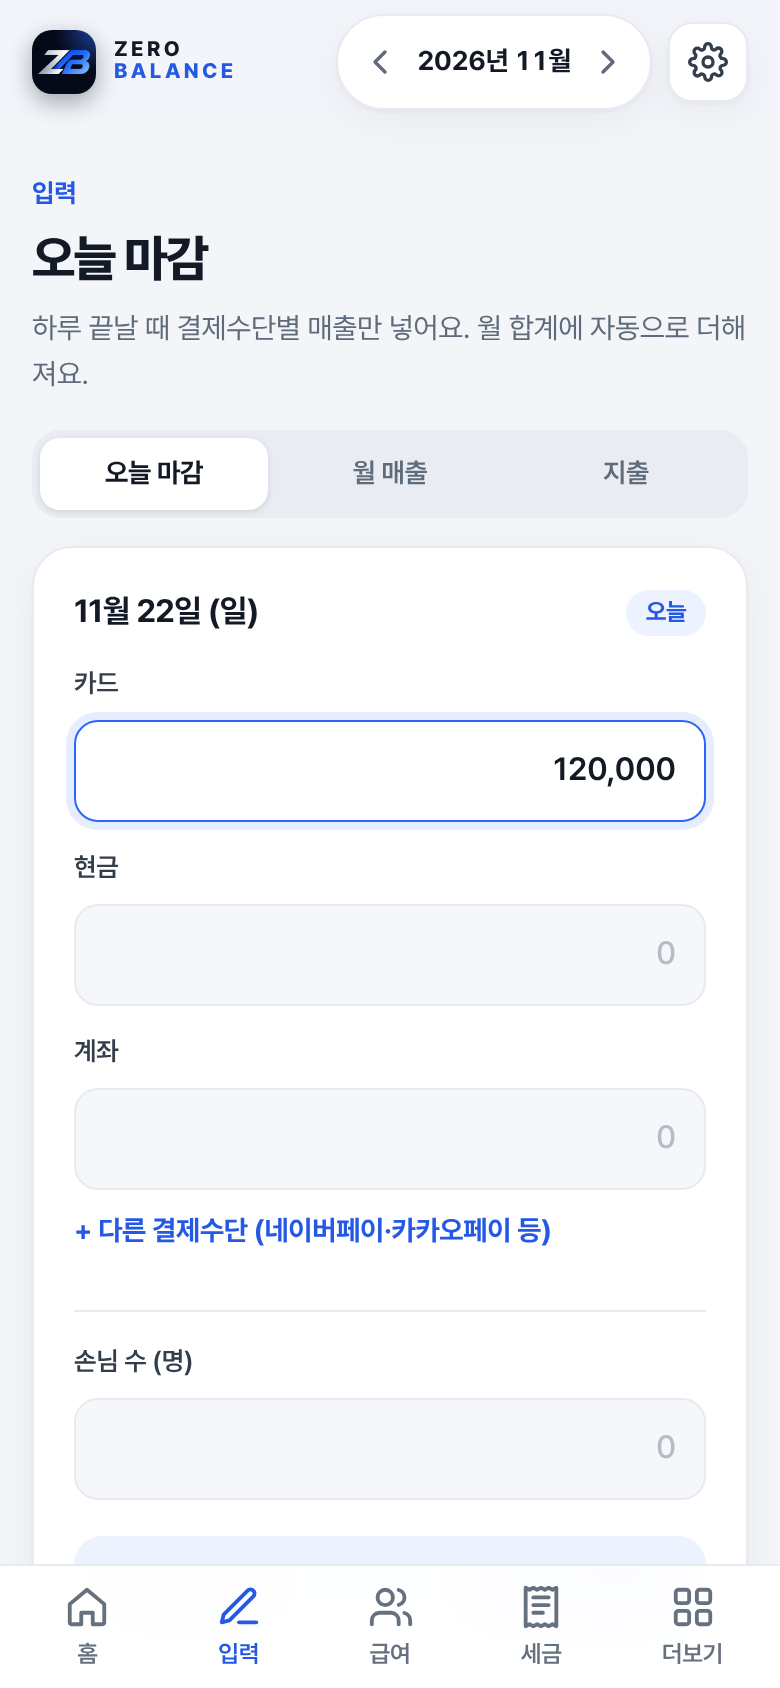 ZB
ZERO
BALANCE
2026년 11월
입력
오늘 마감
하루 끝날 때 결제수단별 매출만 넣어요. 월 합계에 자동으로 더해
져요.
오늘 마감
월 매출
지출
11월 22일 (일)
오늘
카드
120,000
현금
0
계좌
0
+ 다른 결제수단 (네이버페이·카카오페이 등)
손님 수 (명)
0
홈
입력
급여
세금
더보기